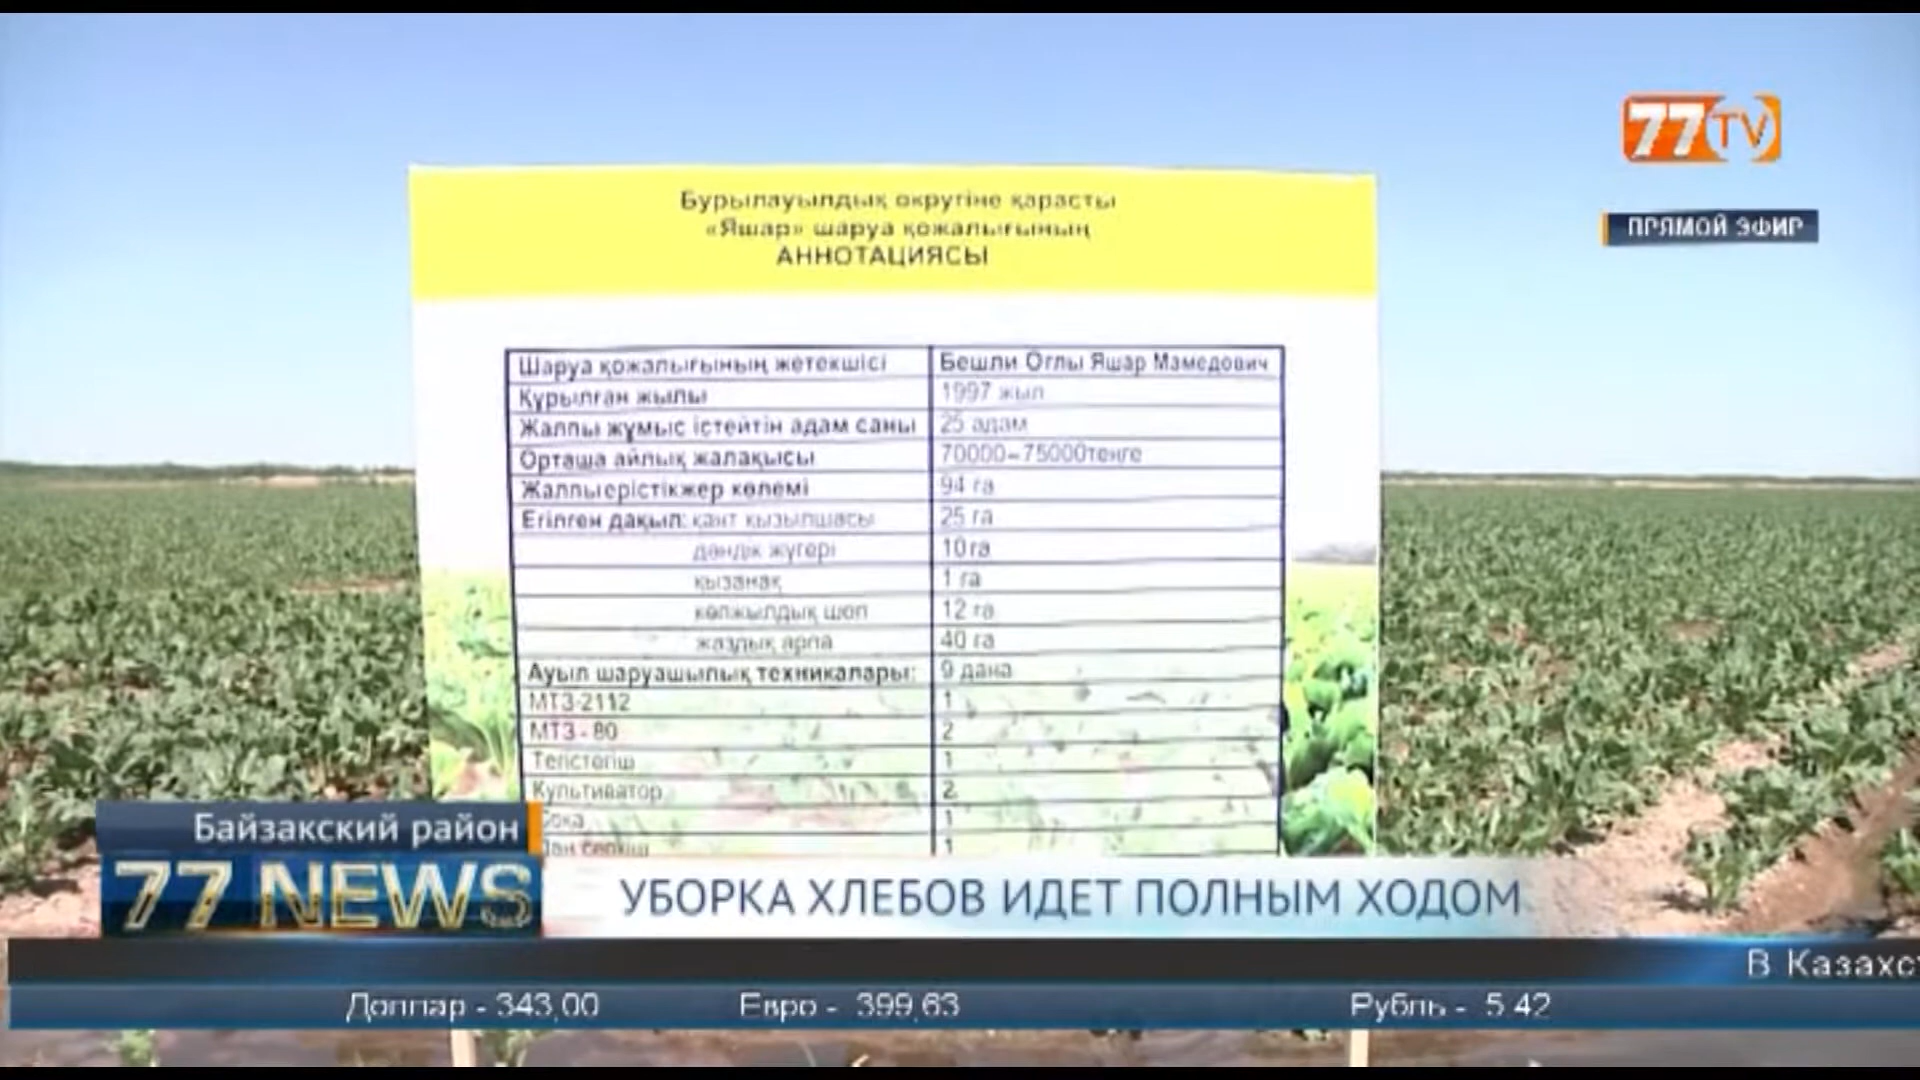 77 TV
ПРЯМОЙ ЭФИР
Бурылауылдық округіне қарасты
«Яшар» шаруа қожалығының
АННОТАЦИЯСЫ
Шаруа қожалығының жетекшісі Бешли Оглы Яшар Мамедович
Құрылған жылы 1997 жыл
Жалпы жұмыс істейтін адам саны 25 адам
Орташа айлық жалақысы 70000-75000теңге
Жалпыерістікжер көлемі 94 га
Егілген дақыл: қант қызылшасы 25 га
дәндік жүгері 10га
қызанақ 1 га
көпжылдық шөп 12 га
жаздық арпа 40 га
Ауыл шаруашылық техникалары: 9 дана
МТЗ-2112 1
МТЗ - 80 2
Тегістегіш 1
Культиватор 2
1
1
Байзакский район
77 NEWS
УБОРКА ХЛЕБОВ ИДЕТ ПОЛНЫМ ХОДОМ
В Казахст
Доллар - 343,00 Евро - 399,63 Рубль - 5.42